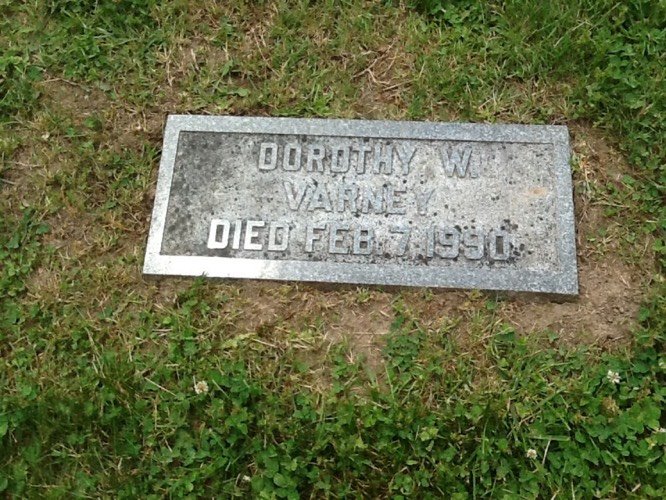 DOROTHY W.
VARNEY
DIED FEB. 7, 1990